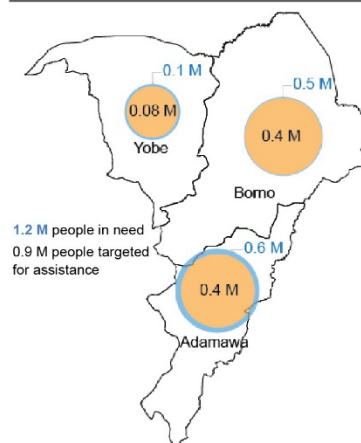 0.1 M
0.08 M
Yobe
0.5 M
0.4 M
Borno
1.2 M people in need
0.9 M people targeted
for assistance
0.6 M
0.4 M
Adamawa